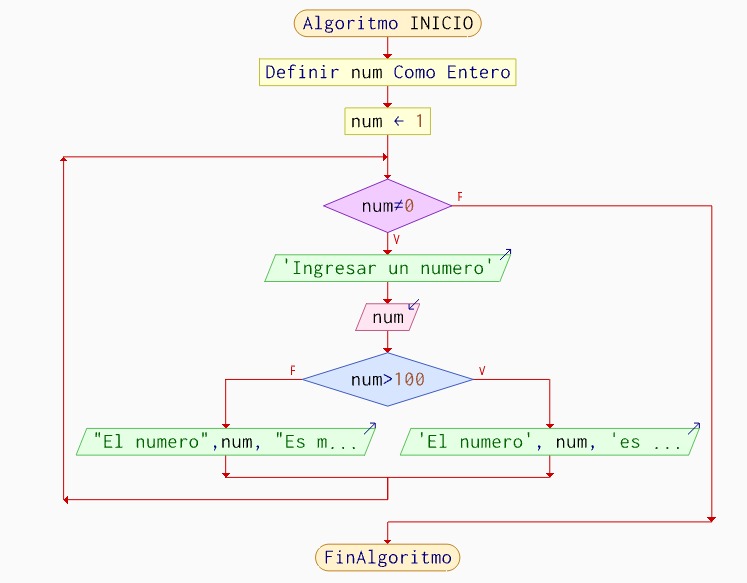 Algoritmo INICIO
Definir num Como Entero
num ← 1
num≠0
F
V
'Ingresar un numero'
num
F
num>100
V
"El numero",num, "Es m...
'El numero', num, 'es ...
FinAlgoritmo